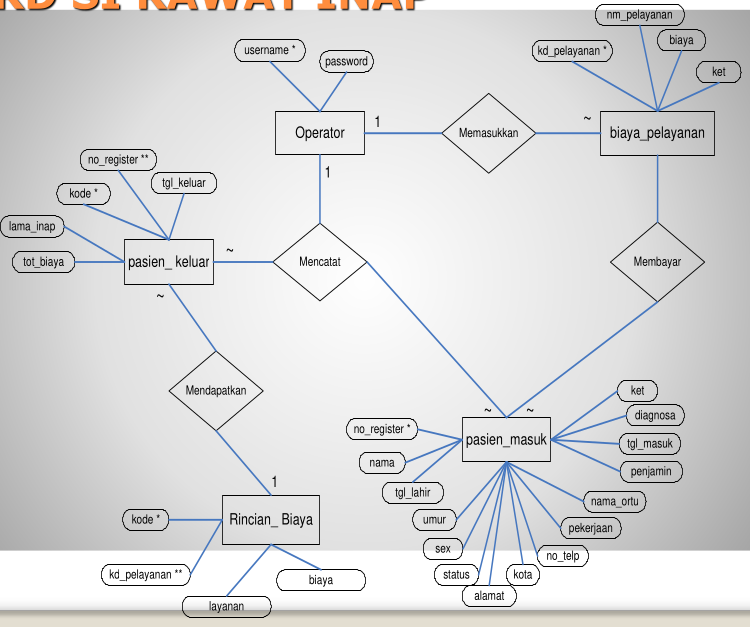 RD SI RAWAT INAP
nm_pelayanan
kd_pelayanan *
biaya
ket
username *
password
Operator
1
Memasukkan
~
biaya_pelayanan
1
no_register **
kode *
tgl_keluar
lama_inap
tot_biaya
pasien_ keluar
~
Mencatat
Membayar
~
Mendapatkan
~
~
ket
no_register *
pasien_masuk
diagnosa
nama
tgl_masuk
tgl_lahir
penjamin
1
umur
nama_ortu
kode *
Rincian_ Biaya
pekerjaan
sex
no_telp
kd_pelayanan **
status
kota
biaya
alamat
layanan